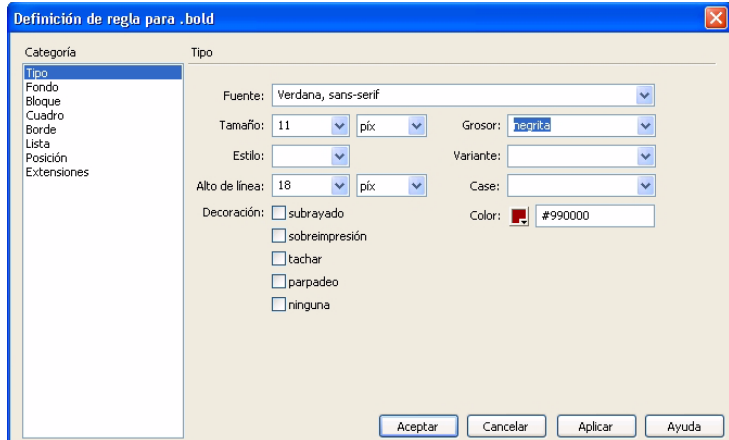 Definición de regla para .bold
Categoría
Tipo
Fondo
Bloque
Cuadro
Borde
Lista
Posición
Extensiones
Tipo
Fuente: Verdana, sans-serif
Tamaño: 11 píx Grosor: negrita
Estilo: Variante:
Alto de línea: 18 píx Case:
Decoración: subrayado Color: #990000
sobreimpresión
tachar
parpadeo
ninguna
Aceptar Cancelar Aplicar Ayuda